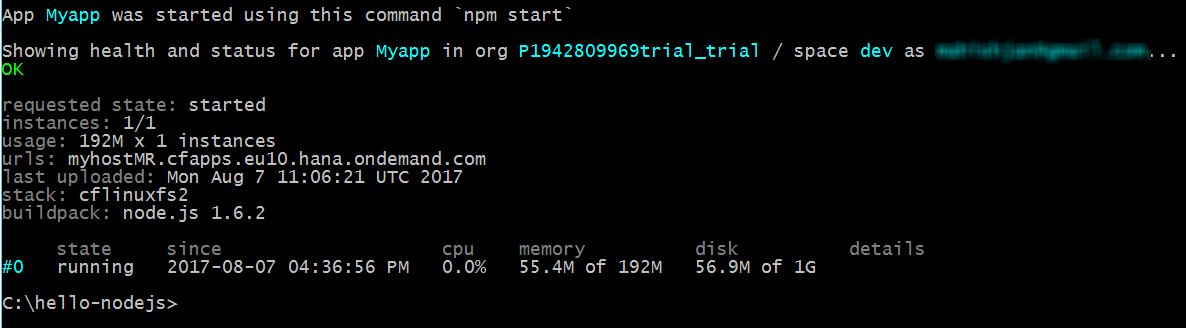 App Myapp was started using this command `npm start`
Showing health and status for app Myapp in org P1942809969trial_trial / space dev as ...
OK
requested state: started
instances: 1/1
usage: 192M x 1 instances
urls: myhostMR.cfapps.eu10.hana.ondemand.com
last uploaded: Mon Aug 7 11:06:21 UTC 2017
stack: cflinuxfs2
buildpack: node.js 1.6.2
state since cpu memory disk details
#0 running 2017-08-07 04:36:56 PM 0.0% 55.4M of 192M 56.9M of 1G
C:\hello-nodejs>